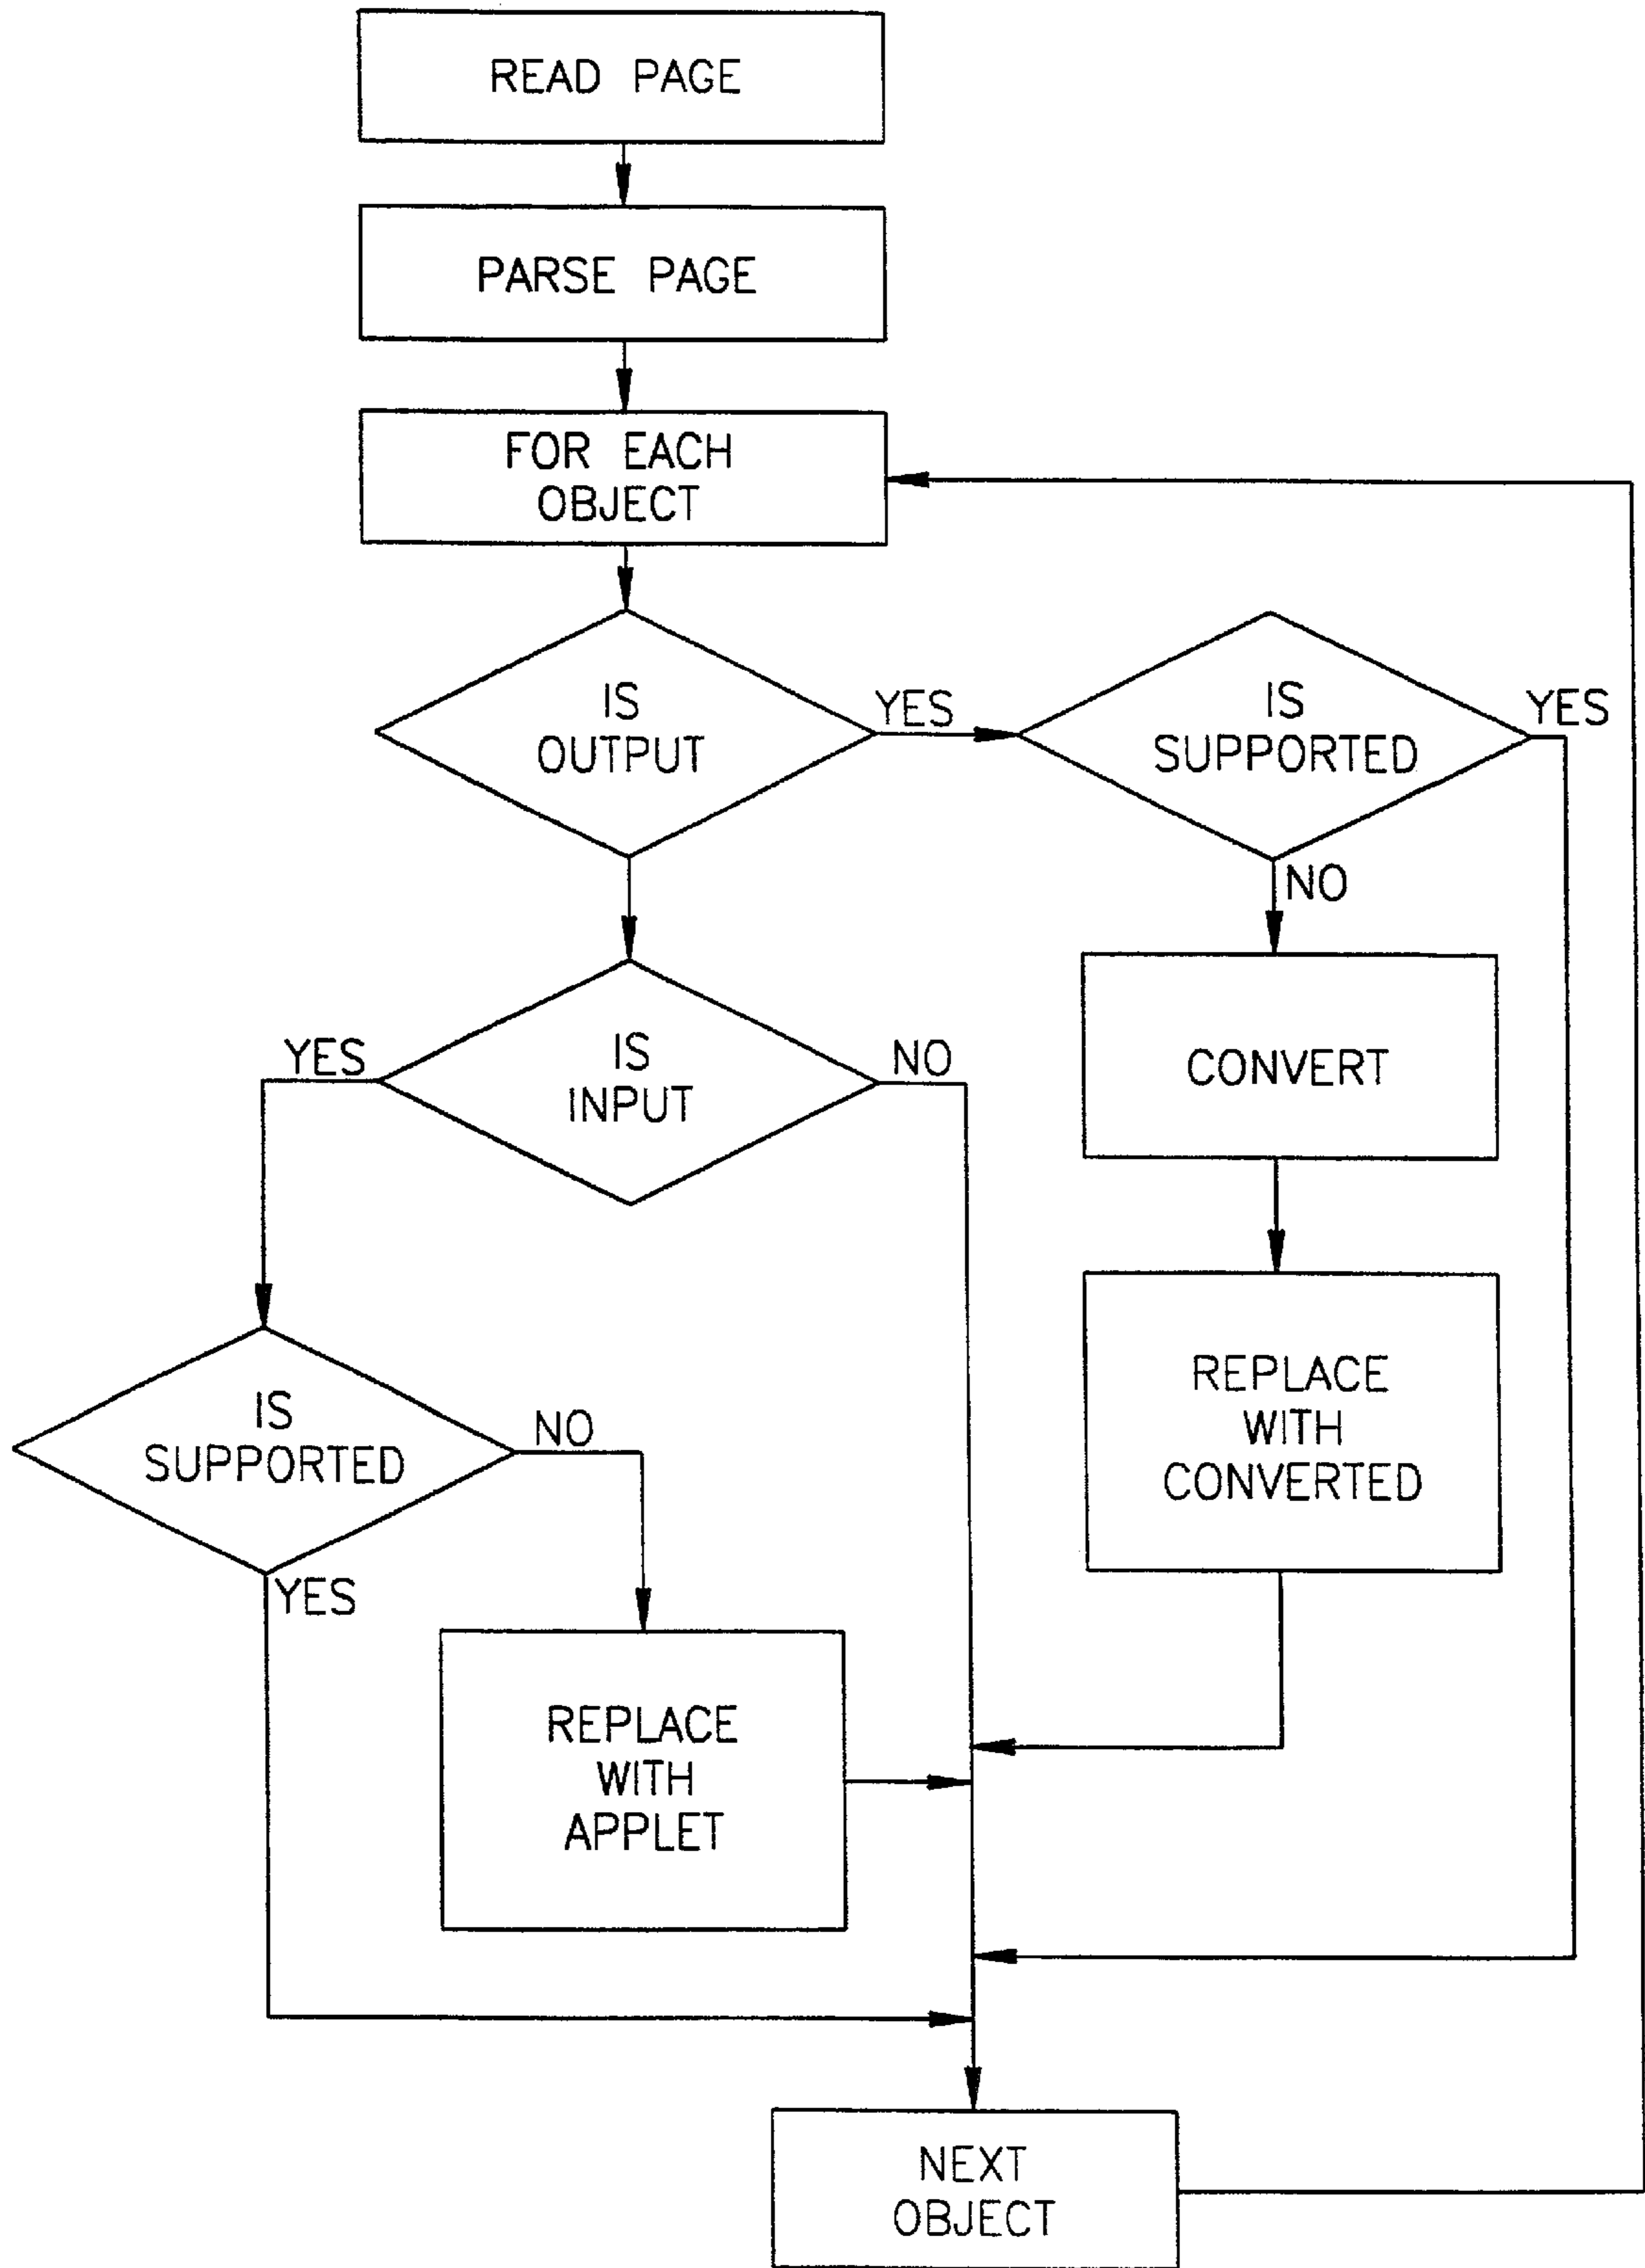 READ PAGE
PARSE PAGE
FOR EACH
OBJECT
IS
OUTPUT
YES
IS
SUPPORTED
YES
NO
IS
INPUT
YES
NO
CONVERT
REPLACE
WITH
CONVERTED
IS
SUPPORTED
NO
YES
REPLACE
WITH
APPLET
NEXT
OBJECT